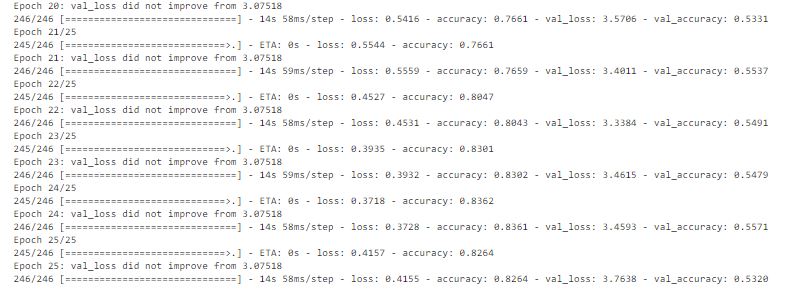 Epoch 20: val_loss did not improve from 3.07518
246/246 [==============================] - 14s 58ms/step - loss: 0.5416 - accuracy: 0.7661 - val_loss: 3.5706 - val_accuracy: 0.5331
Epoch 21/25
245/246 [============================>.] - ETA: 0s - loss: 0.5544 - accuracy: 0.7661
Epoch 21: val_loss did not improve from 3.07518
246/246 [==============================] - 14s 59ms/step - loss: 0.5559 - accuracy: 0.7659 - val_loss: 3.4011 - val_accuracy: 0.5537
Epoch 22/25
245/246 [============================>.] - ETA: 0s - loss: 0.4527 - accuracy: 0.8047
Epoch 22: val_loss did not improve from 3.07518
246/246 [==============================] - 14s 58ms/step - loss: 0.4531 - accuracy: 0.8043 - val_loss: 3.3384 - val_accuracy: 0.5491
Epoch 23/25
245/246 [============================>.] - ETA: 0s - loss: 0.3935 - accuracy: 0.8301
Epoch 23: val_loss did not improve from 3.07518
246/246 [==============================] - 14s 59ms/step - loss: 0.3932 - accuracy: 0.8302 - val_loss: 3.4615 - val_accuracy: 0.5479
Epoch 24/25
245/246 [============================>.] - ETA: 0s - loss: 0.3718 - accuracy: 0.8362
Epoch 24: val_loss did not improve from 3.07518
246/246 [==============================] - 14s 58ms/step - loss: 0.3728 - accuracy: 0.8361 - val_loss: 3.4593 - val_accuracy: 0.5571
Epoch 25/25
245/246 [============================>.] - ETA: 0s - loss: 0.4157 - accuracy: 0.8264
Epoch 25: val_loss did not improve from 3.07518
246/246 [==============================] - 14s 58ms/step - loss: 0.4155 - accuracy: 0.8264 - val_loss: 3.7638 - val_accuracy: 0.5320